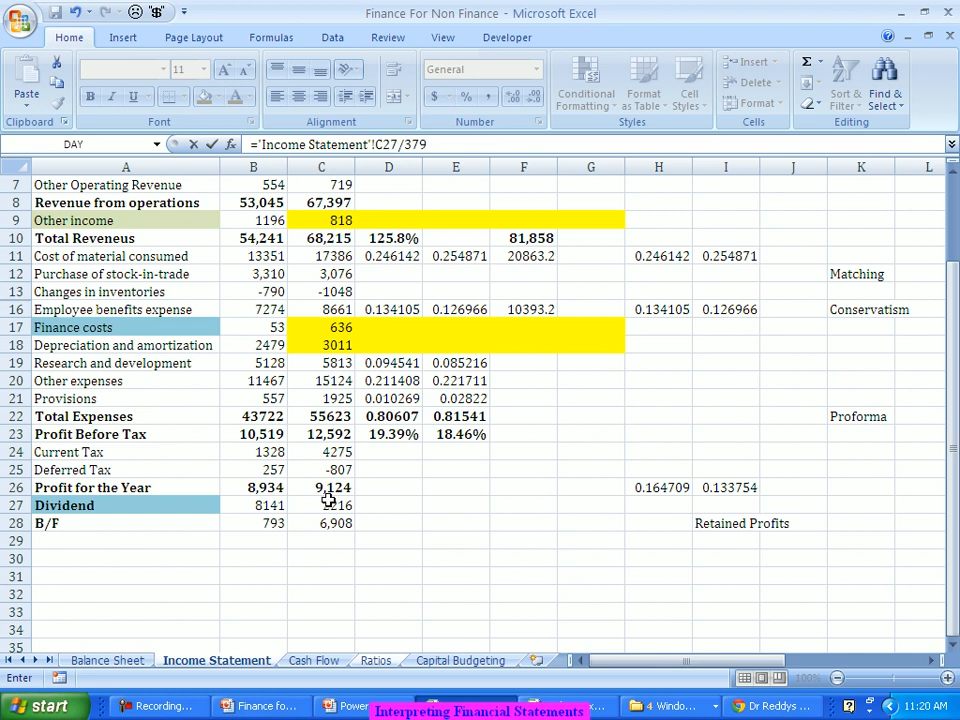 Finance For Non Finance - Microsoft Excel
Home Insert Page Layout Formulas Data Review View Developer
Paste
11
General
Conditional Formatting
Format as Table
Cell Styles
Insert
Delete
Format
Sort & Filter
Find & Select
Clipboard Font Alignment Number Styles Cells Editing
DAY ='Income Statement'!C27/379
A B C D E F G H I J K L
7 Other Operating Revenue 554 719
8 Revenue from operations 53,045 67,397
9 Other income 1196 818
10 Total Reveneus 54,241 68,215 125.8% 81,858
11 Cost of material consumed 13351 17386 0.246142 0.254871 20863.2 0.246142 0.254871
12 Purchase of stock-in-trade 3,310 3,076 Matching
13 Changes in inventories -790 -1048
16 Employee benefits expense 7274 8661 0.134105 0.126966 10393.2 0.134105 0.126966 Conservatism
17 Finance costs 53 636
18 Depreciation and amortization 2479 3011
19 Research and development 5128 5813 0.094541 0.085216
20 Other expenses 11467 15124 0.211408 0.221711
21 Provisions 557 1925 0.010269 0.02822
22 Total Expenses 43722 55623 0.80607 0.81541 Proforma
23 Profit Before Tax 10,519 12,592 19.39% 18.46%
24 Current Tax 1328 4275
25 Deferred Tax 257 -807
26 Profit for the Year 8,934 9,124 0.164709 0.133754
27 Dividend 8141
28 B/F 793 6,908 Retained Profits
29
30
31
32
33
34
35
Balance Sheet Income Statement Cash Flow Ratios Capital Budgeting
Enter 100%
start Recording... Finance fo... Power 4 Windo... Dr Reddys ... 11:20 AM
Interpreting Financial Statements